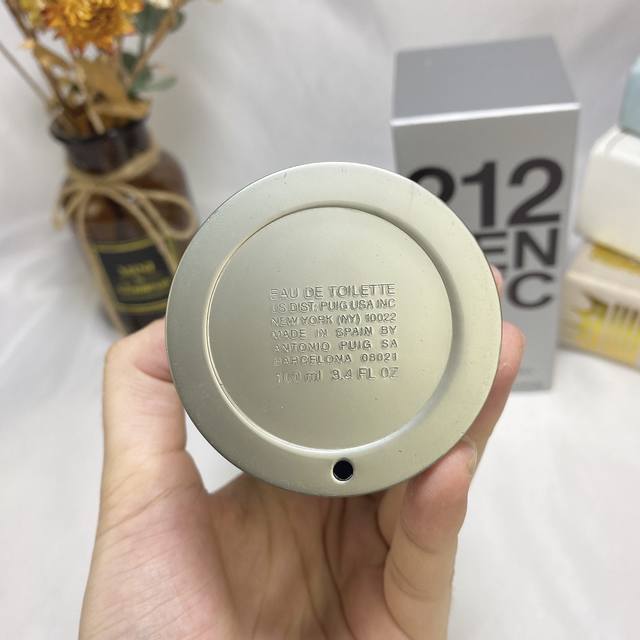 EAU DE TOILETTE
US DIST: PUIG USA INC
NEW YORK (NY) 10022
MADE IN SPAIN BY
ANTONIO PUIG SA
BARCELONA 08021
100 ml 3.4 FL OZ
212